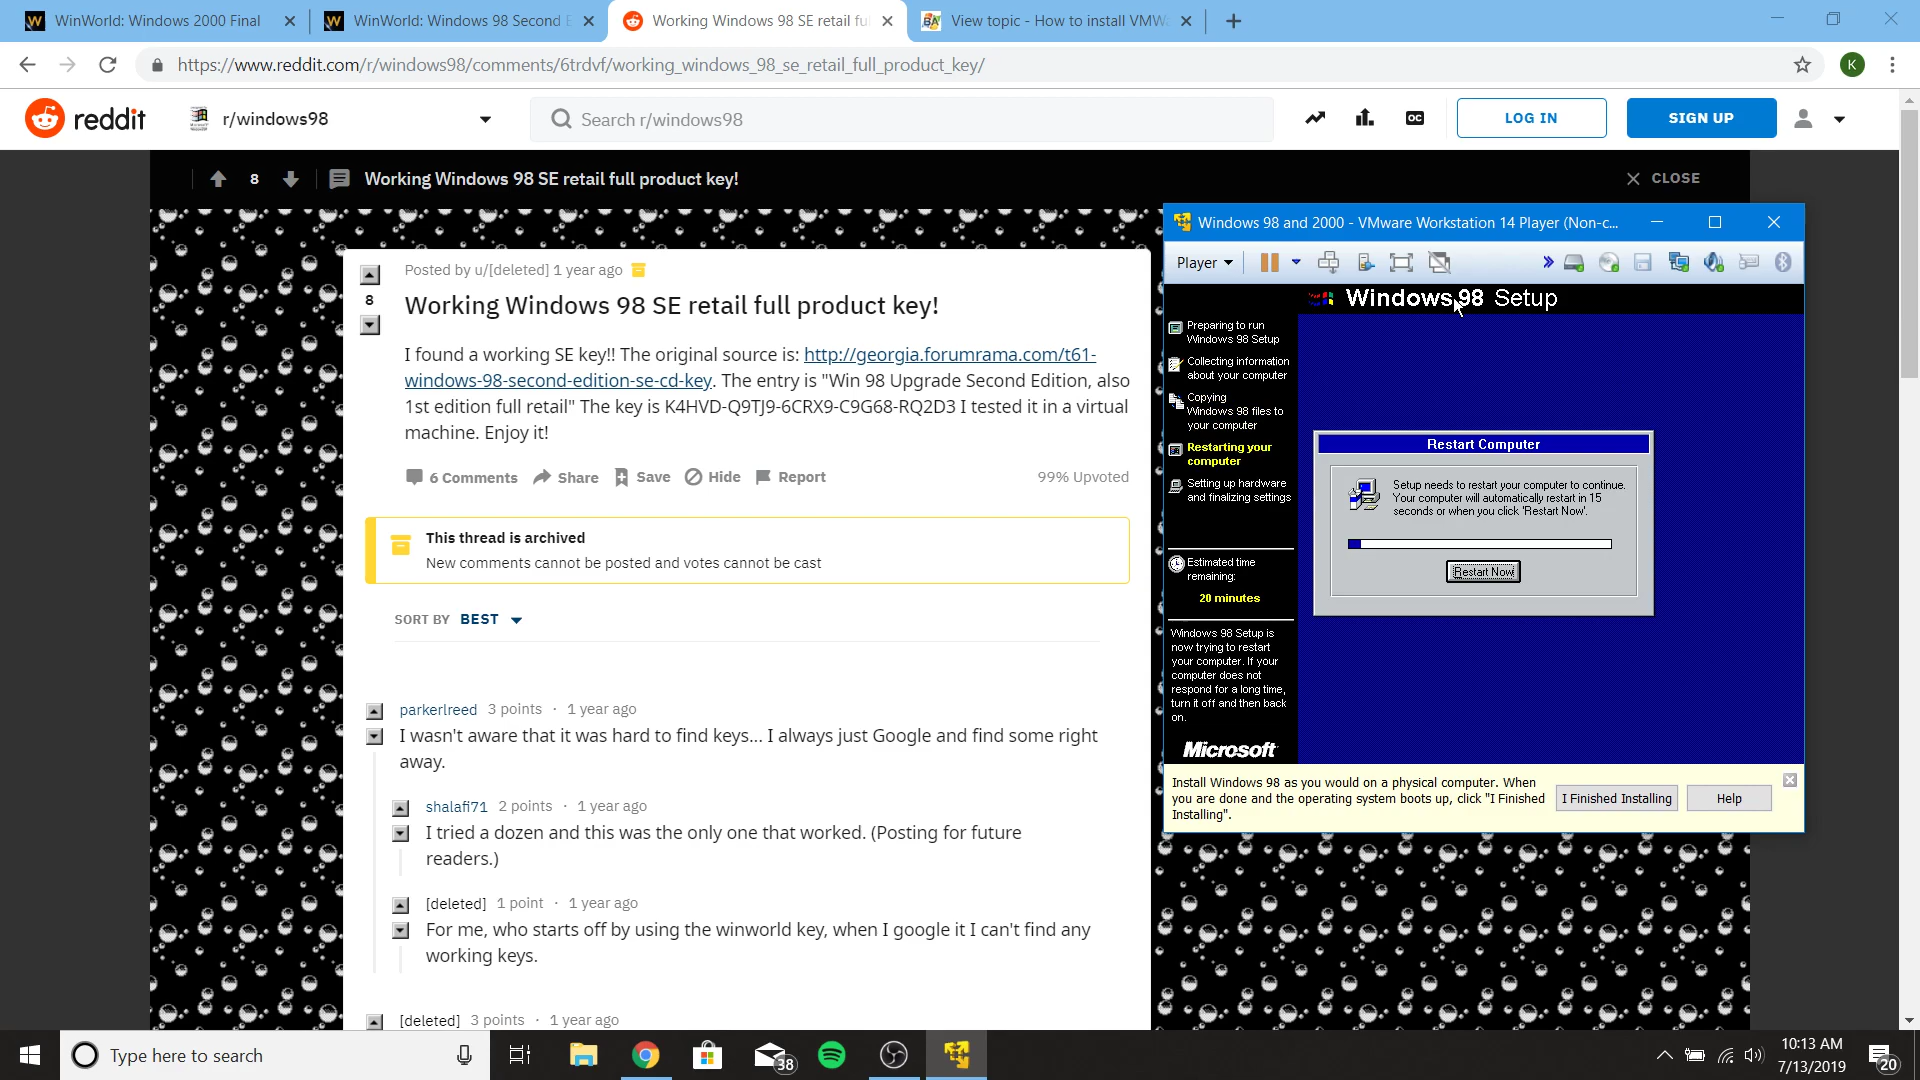 WinWorld: Windows 2000 Final
WinWorld: Windows 98 Second E
Working Windows 98 SE retail ful
View topic - How to install VMWa
https://www.reddit.com/r/windows98/comments/6trdvf/working_windows_98_se_retail_full_product_key/
K
reddit
r/windows98
Search r/windows98
OC
LOG IN
SIGN UP
8
Working Windows 98 SE retail full product key!
CLOSE
Posted by u/[deleted] 1 year ago
8
Working Windows 98 SE retail full product key!
I found a working SE key!! The original source is: http://georgia.forumrama.com/t61-
windows-98-second-edition-se-cd-key. The entry is "Win 98 Upgrade Second Edition, also
1st edition full retail" The key is K4HVD-Q9TJ9-6CRX9-C9G68-RQ2D3 I tested it in a virtual
machine. Enjoy it!
6 Comments Share Save Hide Report 99% Upvoted
This thread is archived
New comments cannot be posted and votes cannot be cast
SORT BY BEST
parkerlreed 3 points · 1 year ago
I wasn't aware that it was hard to find keys... I always just Google and find some right
away.
shalafi71 2 points · 1 year ago
I tried a dozen and this was the only one that worked. (Posting for future
readers.)
[deleted] 1 point · 1 year ago
For me, who starts off by using the winworld key, when I google it I can't find any
working keys.
[deleted] 3 points · 1 year ago
Windows 98 and 2000 - VMware Workstation 14 Player (Non-c...
Player
Windows 98 Setup
Preparing to run
Windows 98 Setup
Collecting information
about your computer
Copying
Windows 98 files to
your computer
Restarting your
computer
Setting up hardware
and finalizing settings
Estimated time
remaining:
20 minutes
Windows 98 Setup is
now trying to restart
your computer. If your
computer does not
respond for a long time,
turn it off and then back
on.
Microsoft
Restart Computer
Setup needs to restart your computer to continue.
Your computer will automatically restart in 15
seconds or when you click 'Restart Now'.
Restart Now
Install Windows 98 as you would on a physical computer. When
you are done and the operating system boots up, click "I Finished
Installing".
I Finished Installing
Help
Type here to search
38
10:13 AM
7/13/2019
20